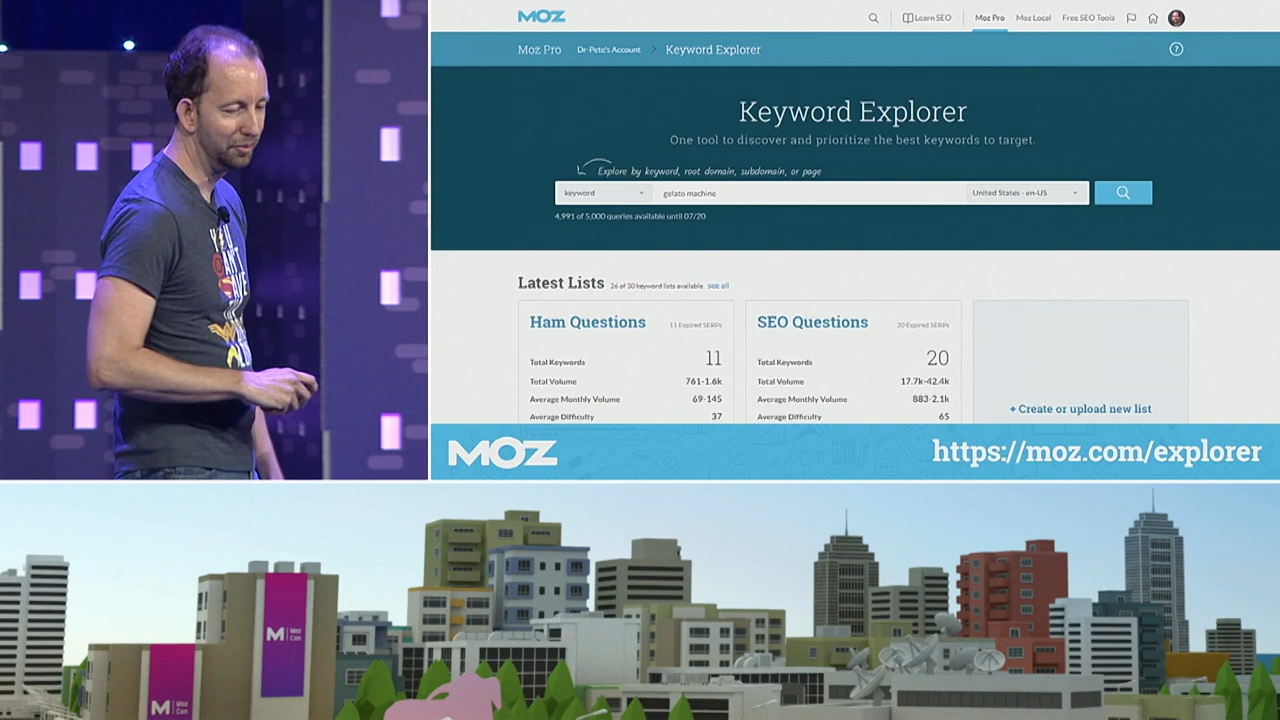 MOZ
Learn SEO
Moz Pro
Moz Local
Free SEO Tools
Moz Pro
Dr-Pete's Account
Keyword Explorer
?
Keyword Explorer
One tool to discover and prioritize the best keywords to target.
Explore by keyword, root domain, subdomain, or page
keyword
gelato machine
United States - en-US
4,991 of 5,000 queries available until 07/20
Latest Lists
26 of 30 keyword lists available
see all
Ham Questions
11 Expired SERPs
Total Keywords
11
Total Volume
761-1.6k
Average Monthly Volume
69-145
Average Difficulty
37
SEO Questions
20 Expired SERPs
Total Keywords
20
Total Volume
17.7k-42.4k
Average Monthly Volume
883-2.1k
Average Difficulty
65
+ Create or upload new list
MOZ
https://moz.com/explorer
M Moz
Con
M Moz
Con